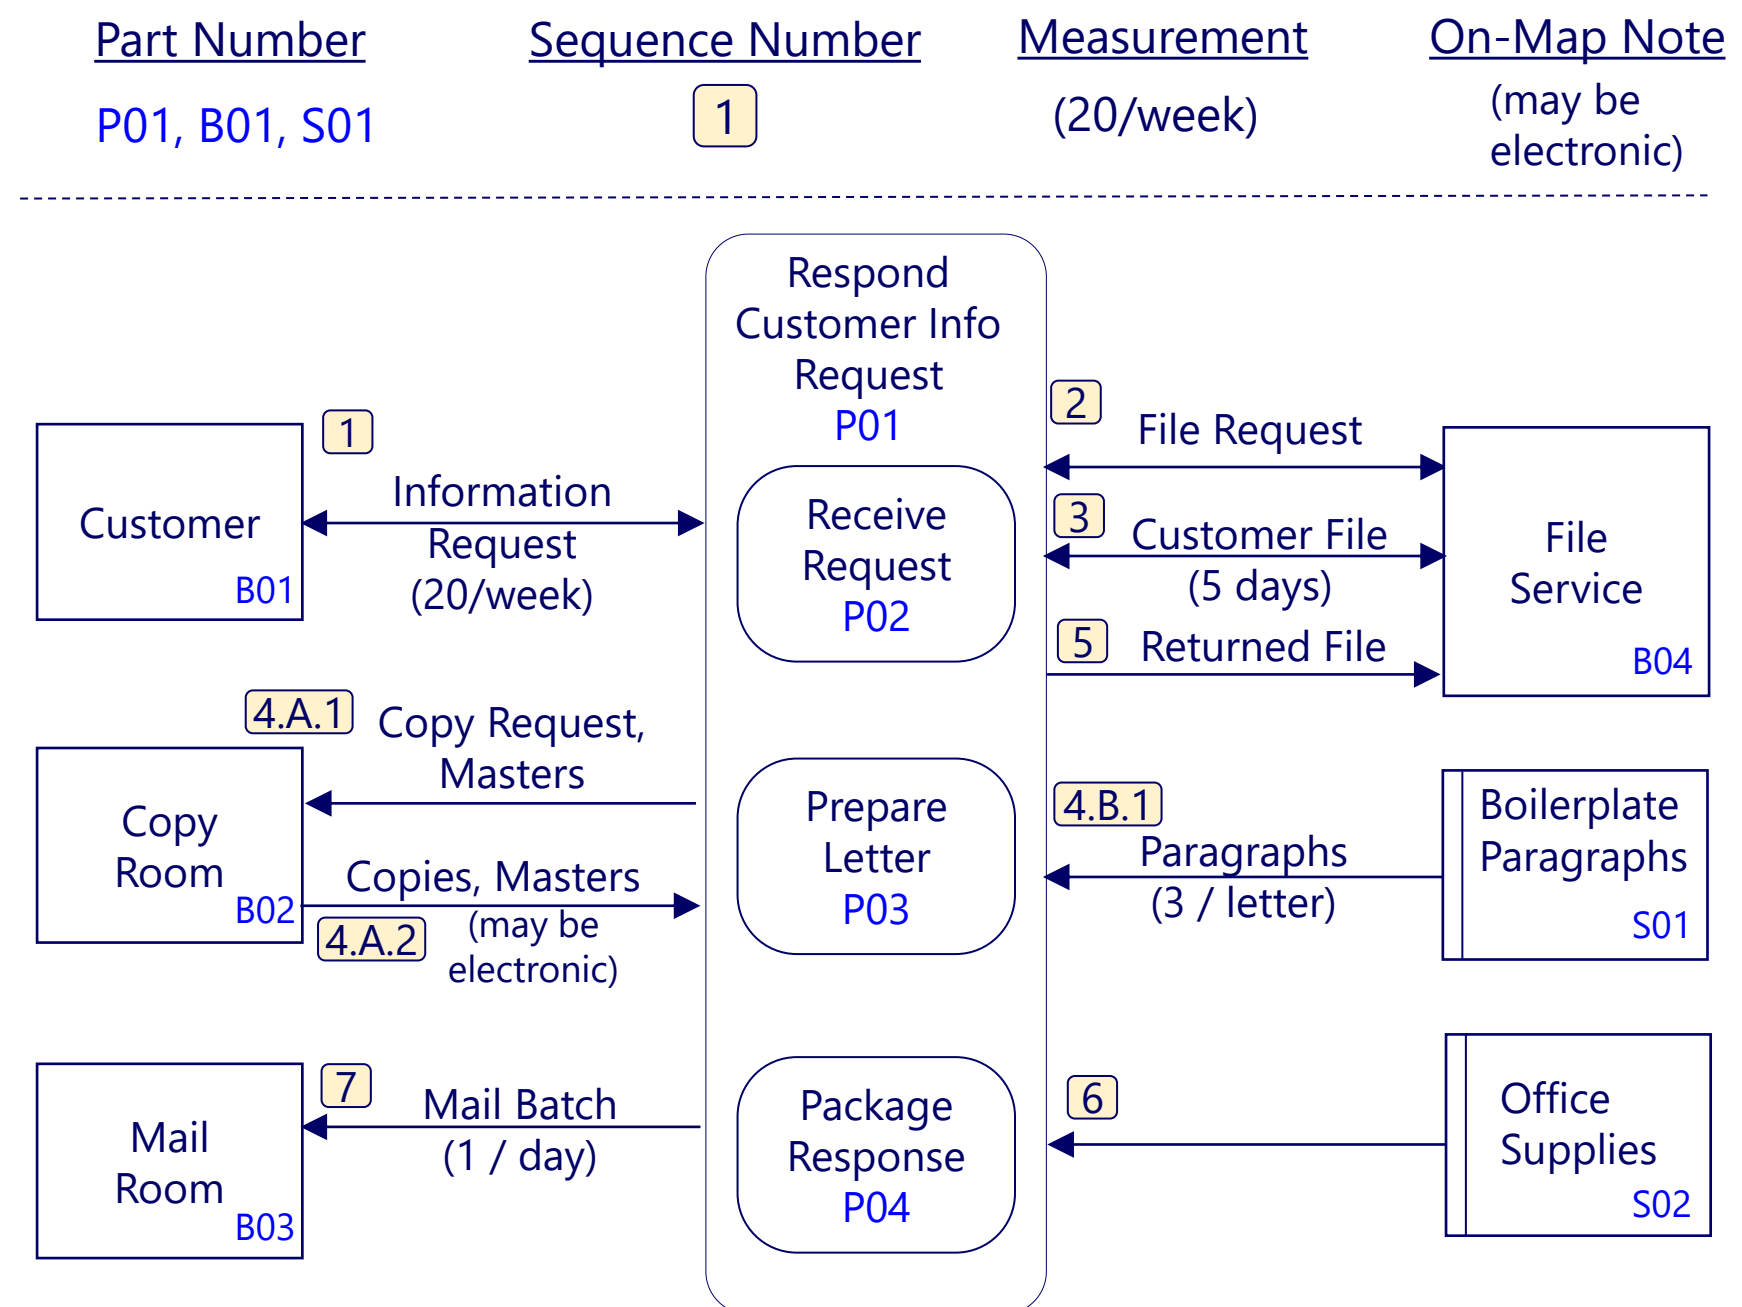 Part Number
Sequence Number
Measurement
On-Map Note
P01, B01, S01
1
(20/week)
(may be
electronic)
Respond
Customer Info
Request
P01
1
Customer
B01
Information
Request
(20/week)
Receive
Request
P02
2
File Request
3
Customer File
(5 days)
5
Returned File
File
Service
B04
4.A.1
Copy Request,
Masters
Copy
Room
B02
Copies, Masters
4.A.2
(may be
electronic)
Prepare
Letter
P03
4.B.1
Paragraphs
(3 / letter)
Boilerplate
Paragraphs
S01
7
Mail Batch
(1 / day)
Mail
Room
B03
Package
Response
P04
6
Office
Supplies
S02